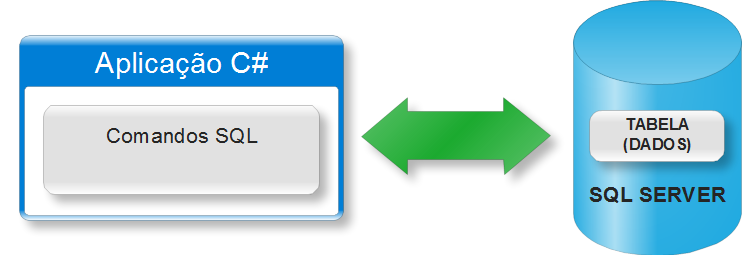 Aplicação C#
Comandos SQL
TABELA
(DADOS)
SQL SERVER